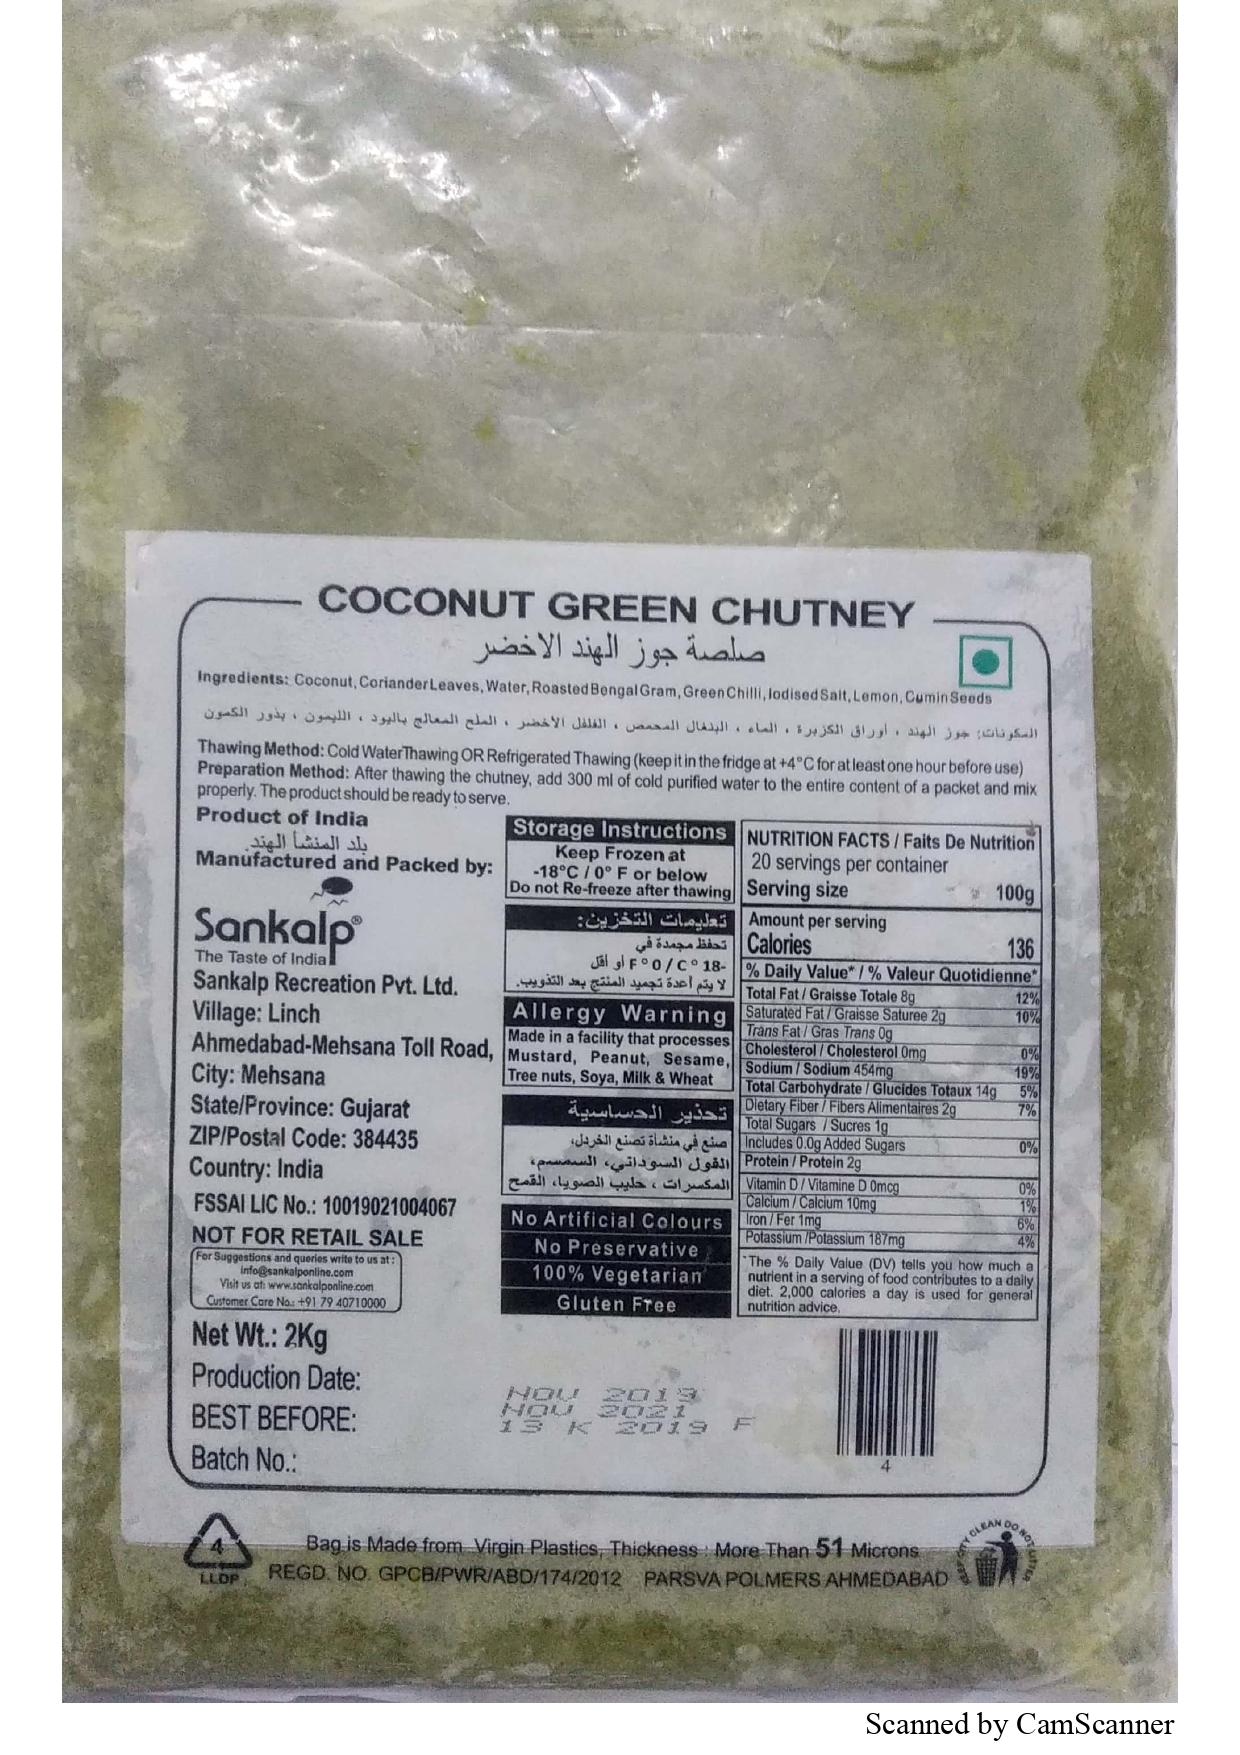 COCONUT GREEN CHUTNEY
صلصة جوز الهند الاخضر
Ingredients: Coconut, Coriander Leaves, Water, Roasted Bengal Gram, Green Chilli, Iodised Salt, Lemon, Cumin Seeds
المكونات: جوز الهند ، أوراق الكزبرة ، الماء ، البنغال المحمص ، الفلفل الأخضر ، الملح المعالج باليود ، الليمون ، بذور الكمون
Thawing Method: Cold Water Thawing OR Refrigerated Thawing (keep it in the fridge at +4°C for at least one hour before use)
Preparation Method: After thawing the chutney, add 300 ml of cold purified water to the entire content of a packet and mix
properly. The product should be ready to serve.
Product of India
بلد المنشأ الهند.
Manufactured and Packed by:
Sankalp®
The Taste of India
Sankalp Recreation Pvt. Ltd.
Village: Linch
Ahmedabad-Mehsana Toll Road,
City: Mehsana
State/Province: Gujarat
ZIP/Postal Code: 384435
Country: India
FSSAI LIC No.: 10019021004067
NOT FOR RETAIL SALE
For Suggestions and queries write to us at :
info@sankalponline.com
Visit us at: www.sankalponline.com
Customer Care No.: +91 79 40710000
Storage Instructions
Keep Frozen at
-18°C / 0° F or below
Do not Re-freeze after thawing
تعليمات التخزين:
تحفظ مجمدة في
-18 °F°0/C أو أقل
لا يتم أعدة تجميد المنتج بعد التذويب.
Allergy Warning
Made in a facility that processes
Mustard, Peanut, Sesame,
Tree nuts, Soya, Milk & Wheat
تحذير الحساسية
صنع في منشأة تصنع الخردل،
الفول السوداني، السمسم،
المكسرات ، حليب الصويا، القمح
No Artificial Colours
No Preservative
100% Vegetarian
Gluten Free
NUTRITION FACTS / Faits De Nutrition
20 servings per container
Serving size 100g
Amount per serving
Calories 136
% Daily Value* / % Valeur Quotidienne*
Total Fat / Graisse Totale 8g 12%
Saturated Fat / Graisse Saturee 2g 10%
Trans Fat / Gras Trans 0g
Cholesterol / Cholesterol 0mg 0%
Sodium / Sodium 454mg 19%
Total Carbohydrate / Glucides Totaux 14g 5%
Dietary Fiber / Fibers Alimentaires 2g 7%
Total Sugars / Sucres 1g
Includes 0.0g Added Sugars 0%
Protein / Protein 2g
Vitamin D / Vitamine D 0mcg 0%
Calcium / Calcium 10mg 1%
Iron / Fer 1mg 6%
Potassium /Potassium 187mg 4%
*The % Daily Value (DV) tells you how much a
nutrient in a serving of food contributes to a daily
diet. 2,000 calories a day is used for general
nutrition advice.
Net Wt.: 2Kg
Production Date: NOV 2019
BEST BEFORE: NOV 2021
Batch No.: 13 K 2019 F
4
4
LLDP
Bag is Made from Virgin Plastics, Thickness : More Than 51 Microns
REGD. NO. GPCB/PWR/ABD/174/2012 PARSVA POLMERS AHMEDABAD
KEEP CITY CLEAN DO NOT LITTER
Scanned by CamScanner